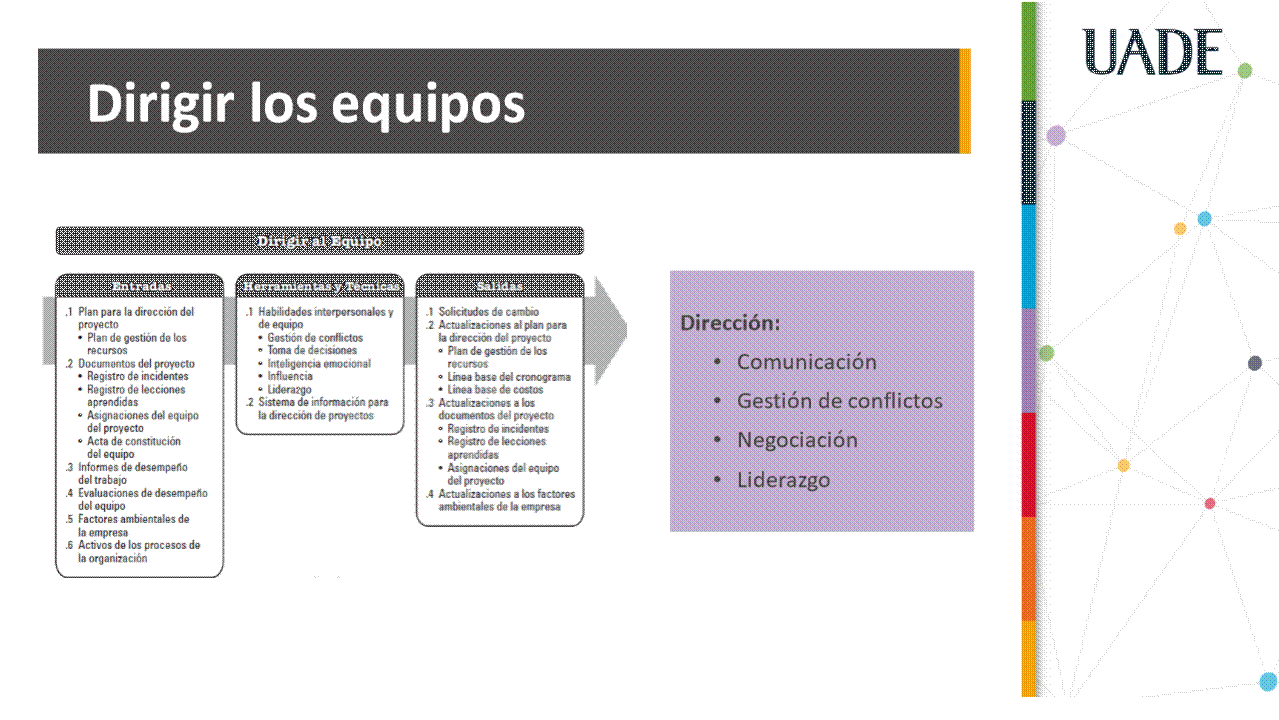 UADE
Dirigir los equipos
Dirigir al Equipo
Entradas
.1 Plan para la dirección del
proyecto
• Plan de gestión de los
recursos
.2 Documentos del proyecto
• Registro de incidentes
• Registro de lecciones
aprendidas
• Asignaciones del equipo
del proyecto
• Acta de constitución
del equipo
.3 Informes de desempeño
del trabajo
.4 Evaluaciones de desempeño
del equipo
.5 Factores ambientales de
la empresa
.6 Activos de los procesos de
la organización
Herramientas y Técnicas
.1 Habilidades interpersonales y
de equipo
• Gestión de conflictos
• Toma de decisiones
• Inteligencia emocional
• Influencia
• Liderazgo
.2 Sistema de información para
la dirección de proyectos
Salidas
.1 Solicitudes de cambio
.2 Actualizaciones al plan para
la dirección del proyecto
• Plan de gestión de los
recursos
• Línea base del cronograma
• Línea base de costos
.3 Actualizaciones a los
documentos del proyecto
• Registro de incidentes
• Registro de lecciones
aprendidas
• Asignaciones del equipo
del proyecto
.4 Actualizaciones a los factores
ambientales de la empresa
Dirección:
• Comunicación
• Gestión de conflictos
• Negociación
• Liderazgo